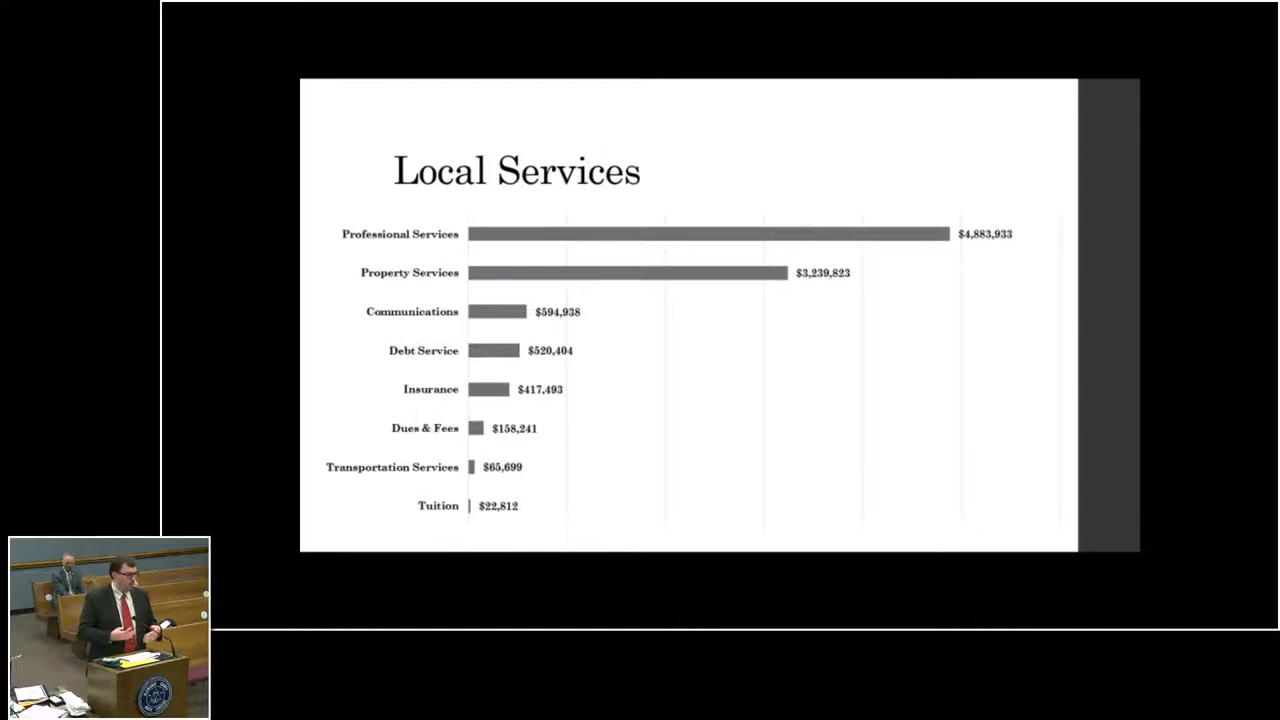 Local Services
Professional Services $4,883,933
Property Services $3,239,823
Communications $594,938
Debt Service $520,404
Insurance $417,493
Dues & Fees $158,241
Transportation Services $65,699
Tuition $22,812